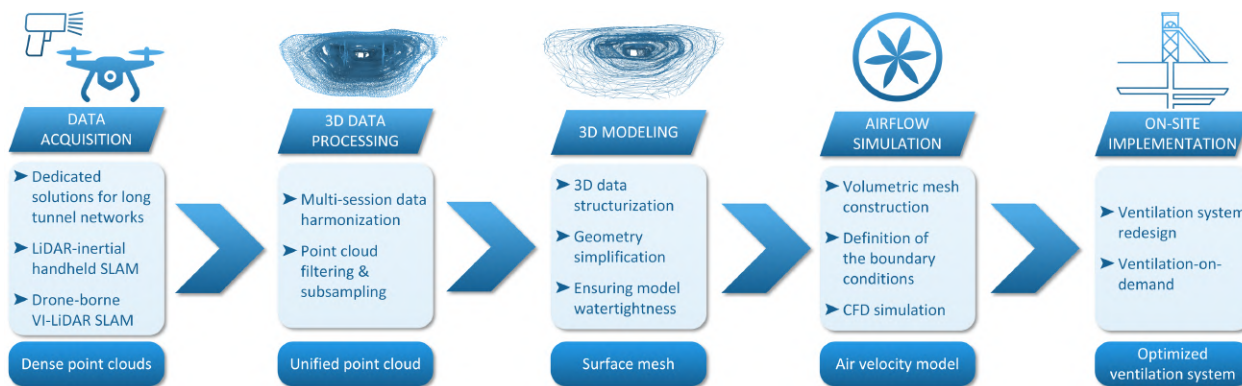 DATA
ACQUISITION
Dedicated
solutions for long
tunnel networks
LiDAR-inertial
handheld SLAM
Drone-borne
VI-LiDAR SLAM
Dense point clouds
3D DATA
PROCESSING
Multi-session data
harmonization
Point cloud
filtering &
subsampling
Unified point cloud
3D MODELING
3D data
structurization
Geometry
simplification
Ensuring model
watertightness
Surface mesh
AIRFLOW
SIMULATION
Volumetric mesh
construction
Definition of
the boundary
conditions
CFD simulation
Air velocity model
ON-SITE
IMPLEMENTATION
Ventilation system
redesign
Ventilation-on-
demand
Optimized
ventilation system